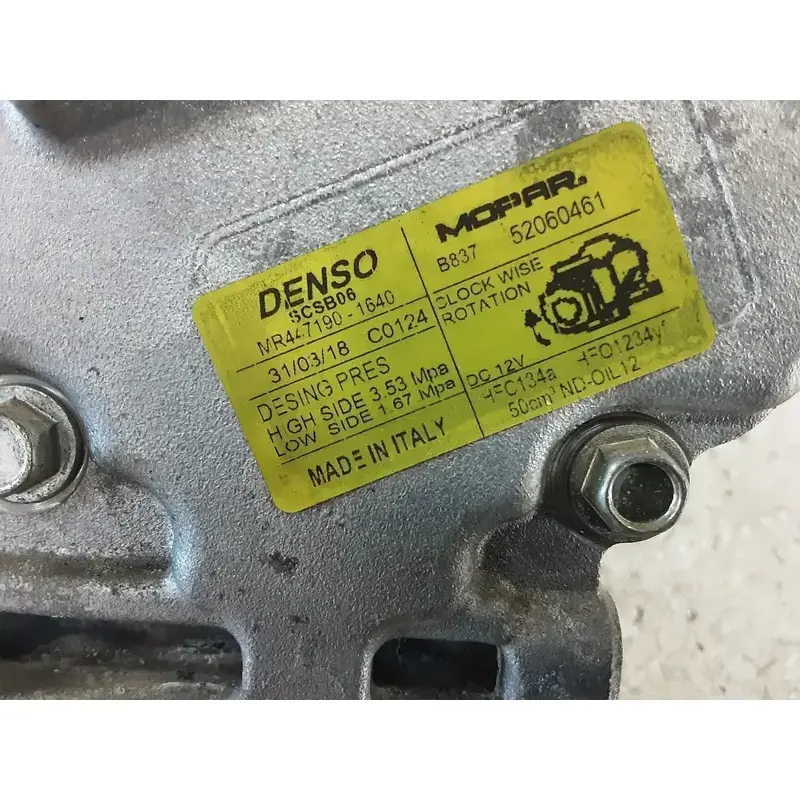 DENSO
SCSB06
MR447190-1640
31/03/18 C0124
DESING PRES
HIGH SIDE 3.53 Mpa
LOW SIDE 1.67 Mpa
MADE IN ITALY
MOPAR.
B837 52060461
CLOCK WISE
ROTATION
DC 12V
HFC134a HFO1234yf
50cm³ ND-OIL12